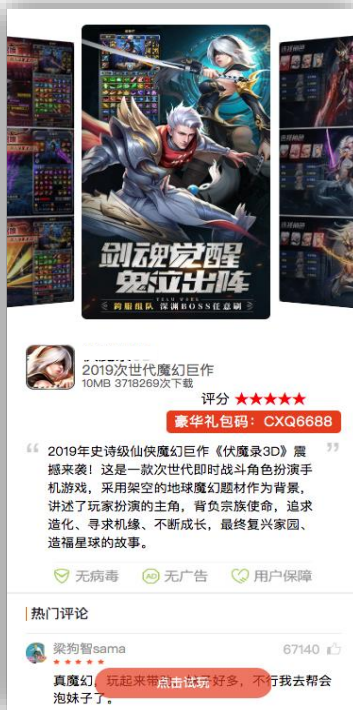 剑魂觉醒
鬼泣出阵
TEAM WARS
跨服组队 深渊BOSS任意刷
2019次世代魔幻巨作
10MB 3718269次下载
评分 ★★★★★
豪华礼包码：CXQ6688
2019年史诗级仙侠魔幻巨作《伏魔录3D》震
撼来袭！这是一款次世代即时战斗角色扮演手
机游戏，采用架空的地球魔幻题材作为背景，
讲述了玩家扮演的主角，背负宗族使命，追求
造化、寻求机缘、不断成长，最终复兴家园、
造福星球的故事。
无病毒 AD 无广告 用户保障
热门评论
梁狗智sama 67140
真魔幻，玩起来带 好多，不行我去帮会
点击试玩
泡妹子了。